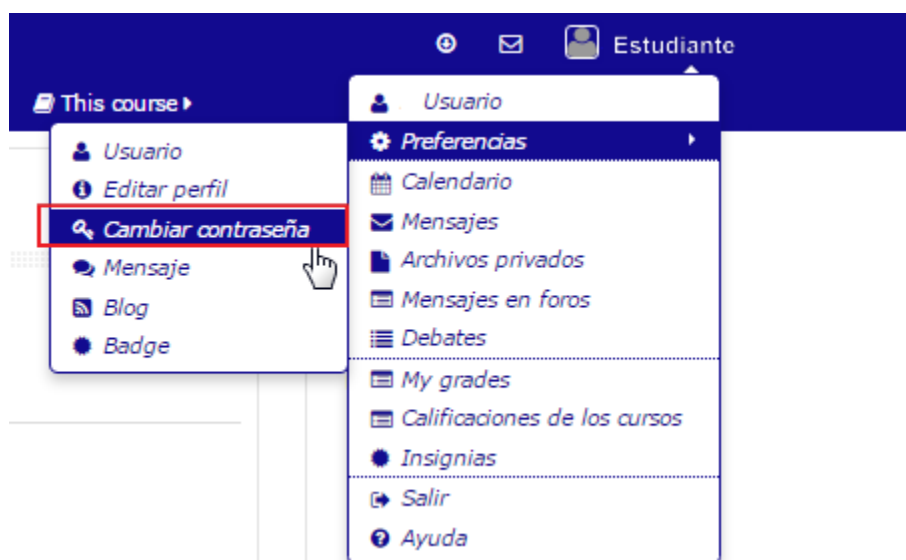 Estudiante
This course
Usuario
Preferencias
Calendario
Mensajes
Archivos privados
Mensajes en foros
Debates
My grades
Calificaciones de los cursos
Insignias
Salir
Ayuda
Usuario
Editar perfil
Cambiar contraseña
Mensaje
Blog
Badge